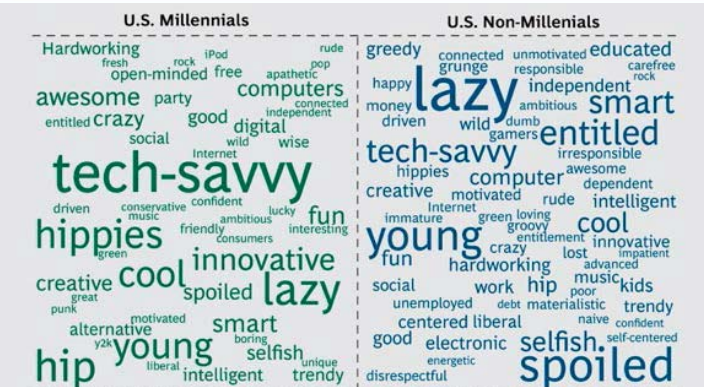 U.S. Millennials
Hardworking rock iPod rude
fresh pop
open-minded free apathetic
computers
awesome party connected
independent
entitled crazy good digital
social wild wise
Internet
tech-savvy
driven conservative confident lucky
music ambitious fun
hippies friendly interesting
consumers
green
innovative
creative cool lazy
great spoiled
punk
motivated smart
alternative
y2k young boring
selfish
hip liberal unique
intelligent trendy
U.S. Non-Millenials
greedy connected unmotivated educated
grunge responsible carefree
rock
happy lazy independent
money ambitious smart
driven wild dumb
gamers entitled
tech-savvy irresponsible
hippies awesome
computer dependent
creative motivated rude intelligent
Internet
immature green loving cool
groovy
young entitlement innovative
crazy lost impatient
fun hardworking advanced
music
social work hip poor kids
unemployed debt materialistic trendy
centered liberal naive confident
good electronic selfish self-centered
energetic
disrespectful spoiled